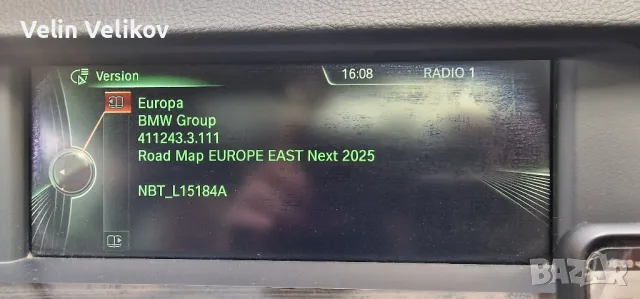 Velin Velikov
Version
16:08
RADIO 1
Europa
BMW Group
411243.3.111
Road Map EUROPE EAST Next 2025
NBT_L15184A
BAZAR